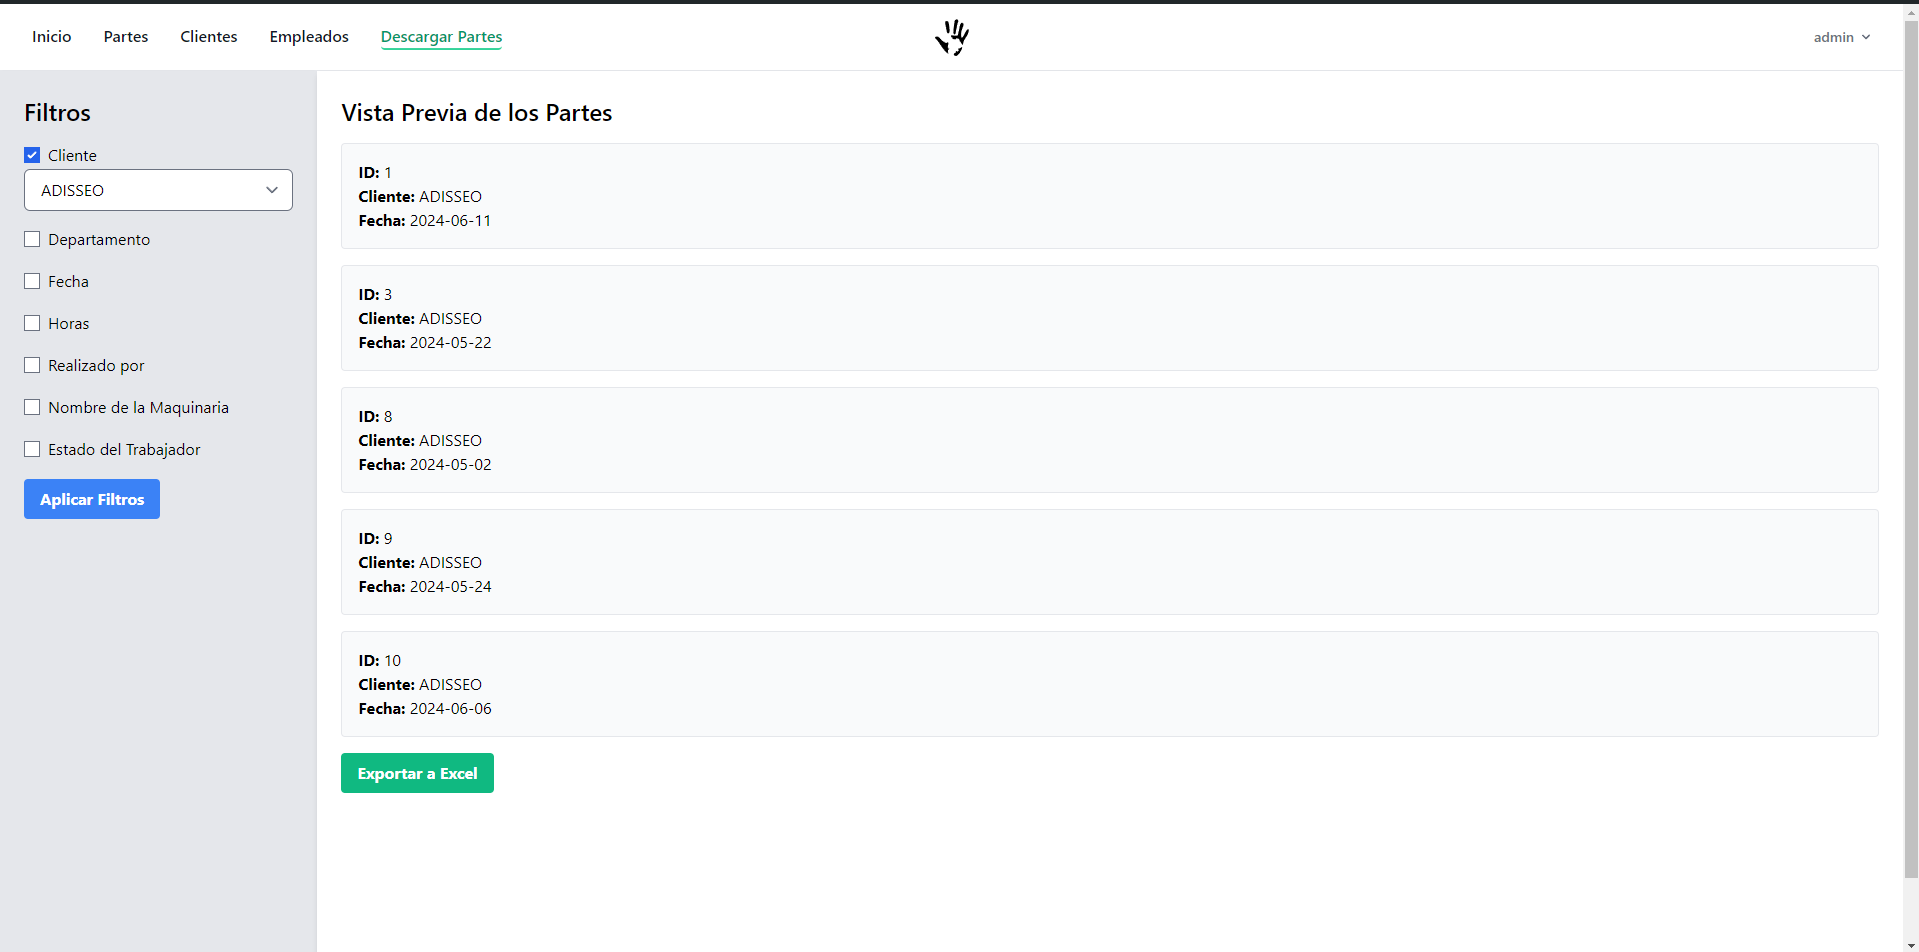 Inicio Partes Clientes Empleados Descargar Partes admin
Filtros
Cliente
ADISSEO
Departamento
Fecha
Horas
Realizado por
Nombre de la Maquinaria
Estado del Trabajador
Aplicar Filtros
Vista Previa de los Partes
ID: 1
Cliente: ADISSEO
Fecha: 2024-06-11
ID: 3
Cliente: ADISSEO
Fecha: 2024-05-22
ID: 8
Cliente: ADISSEO
Fecha: 2024-05-02
ID: 9
Cliente: ADISSEO
Fecha: 2024-05-24
ID: 10
Cliente: ADISSEO
Fecha: 2024-06-06
Exportar a Excel